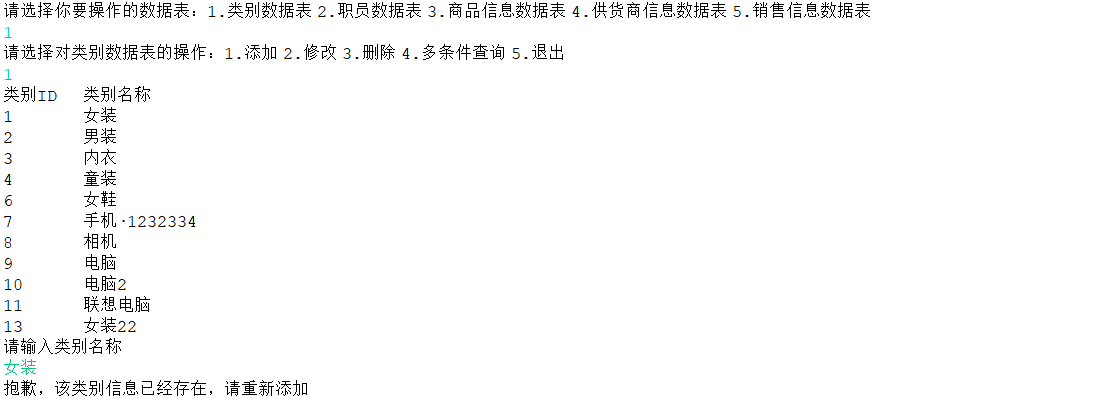 请选择你要操作的数据表：1.类别数据表 2.职员数据表 3.商品信息数据表 4.供货商信息数据表 5.销售信息数据表
1
请选择对类别数据表的操作：1.添加 2.修改 3.删除 4.多条件查询 5.退出
1
类别ID 类别名称
1 女装
2 男装
3 内衣
4 童装
6 女鞋
7 手机·1232334
8 相机
9 电脑
10 电脑2
11 联想电脑
13 女装22
请输入类别名称
女装
抱歉，该类别信息已经存在，请重新添加